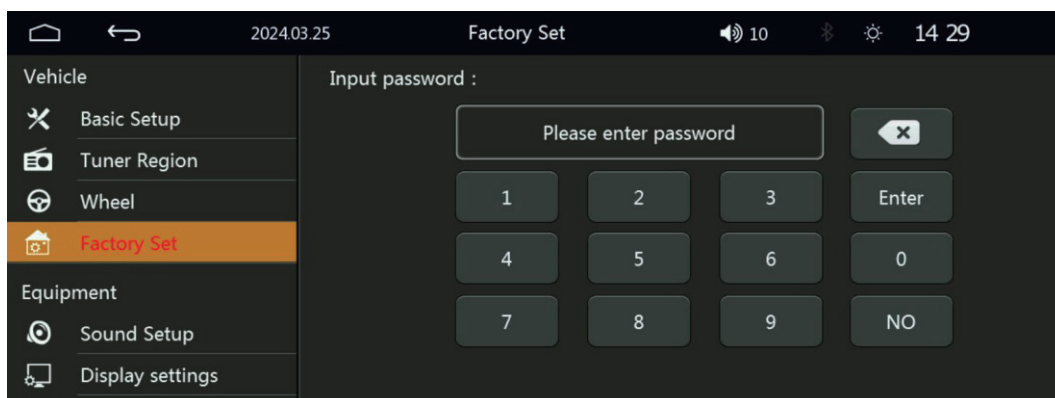 2024.03.25 Factory Set 10 14 29
Vehicle
Basic Setup
Tuner Region
Wheel
Factory Set
Equipment
Sound Setup
Display settings
Input password :
Please enter password
1 2 3 Enter
4 5 6 0
7 8 9 NO